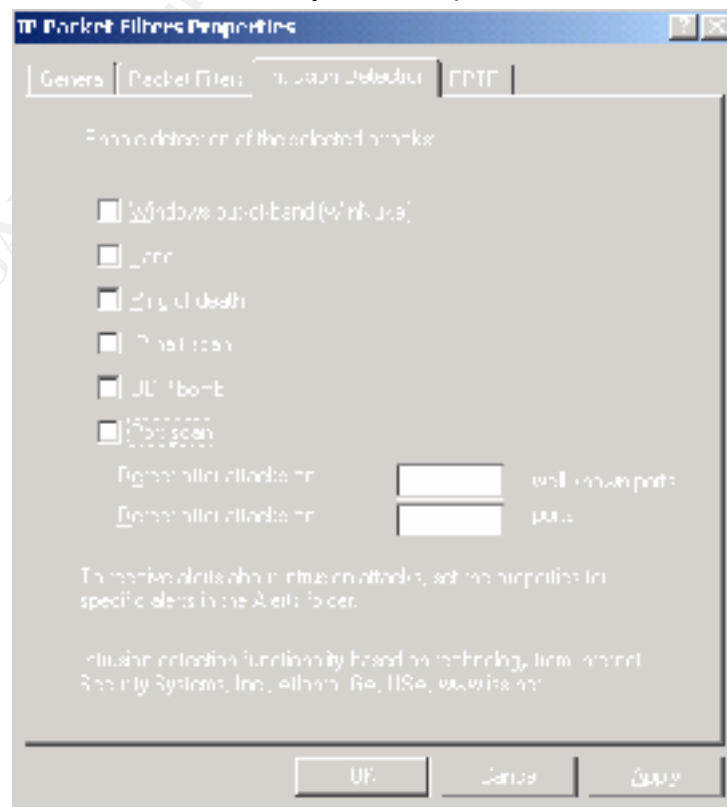 IP Packet Filters Properties
General Packet Filters Intrusion Detection PPTP
Enable detection of the selected attacks:
Windows out-of-band (WinNuke)
Land
Ping of death
IP half scan
UDP bomb
Port scan
Detect after attacks on well-known ports
Detect after attacks on ports
To receive alerts about intrusion attacks, set the properties for
specific alerts in the Alerts folder.
Intrusion detection functionality based on technology from Internet
Security Systems, Inc., Atlanta, Ga, USA, www.iss.net
OK Cancel Apply